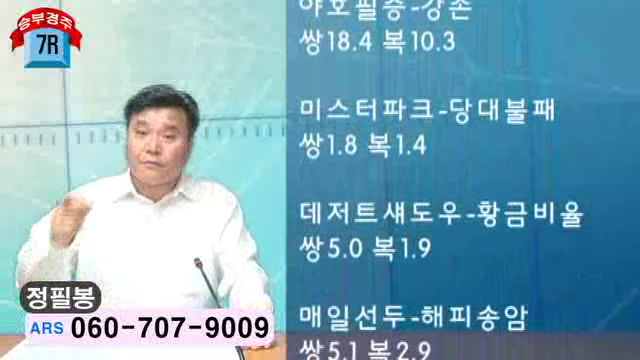 승부경주
7R
야호필승-강촌
쌍18.4 복10.3
미스터파크-당대불패
쌍1.8 복1.4
데저트섀도우-황금비율
쌍5.0 복1.9
매일선두-해피송암
쌍5.1 복2.9
정필봉
ARS 060-707-9009